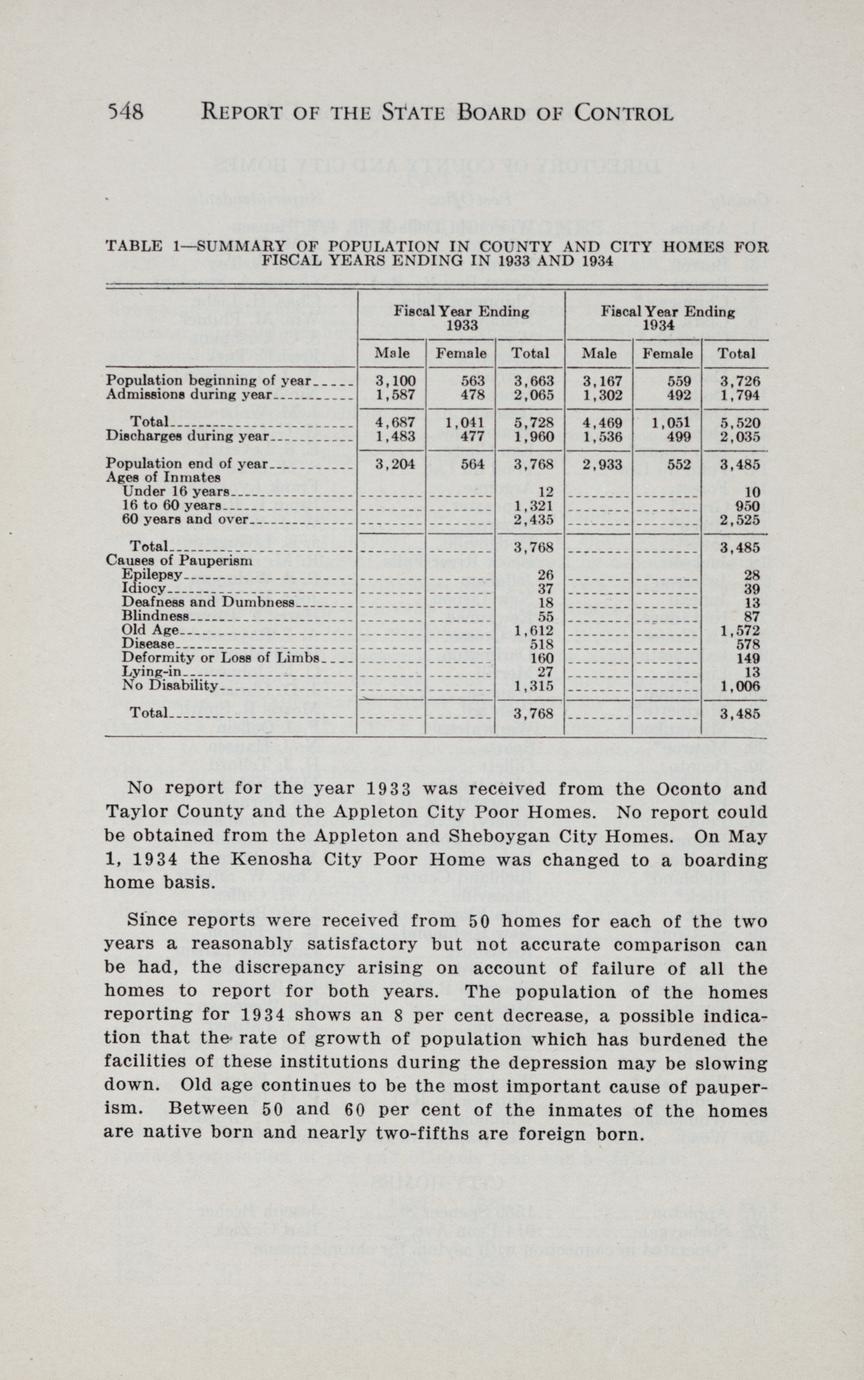 548 REPORT OF THE STATE BOARD OF CONTROL
TABLE 1—SUMMARY OF POPULATION IN COUNTY AND CITY HOMES FOR
FISCAL YEARS ENDING IN 1933 AND 1934
Fiscal Year Ending 1933 Fiscal Year Ending 1934
Male Female Total Male Female Total
Population beginning of year 3,100 563 3,663 3,167 559 3,726
Admissions during year 1,587 478 2,065 1,302 492 1,794
Total 4,687 1,041 5,728 4,469 1,051 5,520
Discharges during year 1,483 477 1,960 1,536 499 2,035
Population end of year 3,204 564 3,768 2,933 552 3,485
Ages of Inmates
Under 16 years 12 10
16 to 60 years 1,321 950
60 years and over 2,435 2,525
Total 3,768 3,485
Causes of Pauperism
Epilepsy 26 28
Idiocy 37 39
Deafness and Dumbness 18 13
Blindness 55 87
Old Age 1,612 1,572
Disease 518 578
Deformity or Loss of Limbs 160 149
Lying-in 27 13
No Disability 1,315 1,006
Total 3,768 3,485
No report for the year 1933 was received from the Oconto and
Taylor County and the Appleton City Poor Homes. No report could
be obtained from the Appleton and Sheboygan City Homes. On May
1, 1934 the Kenosha City Poor Home was changed to a boarding
home basis.
Since reports were received from 50 homes for each of the two
years a reasonably satisfactory but not accurate comparison can
be had, the discrepancy arising on account of failure of all the
homes to report for both years. The population of the homes
reporting for 1934 shows an 8 per cent decrease, a possible indica-
tion that the rate of growth of population which has burdened the
facilities of these institutions during the depression may be slowing
down. Old age continues to be the most important cause of pauper-
ism. Between 50 and 60 per cent of the inmates of the homes
are native born and nearly two-fifths are foreign born.